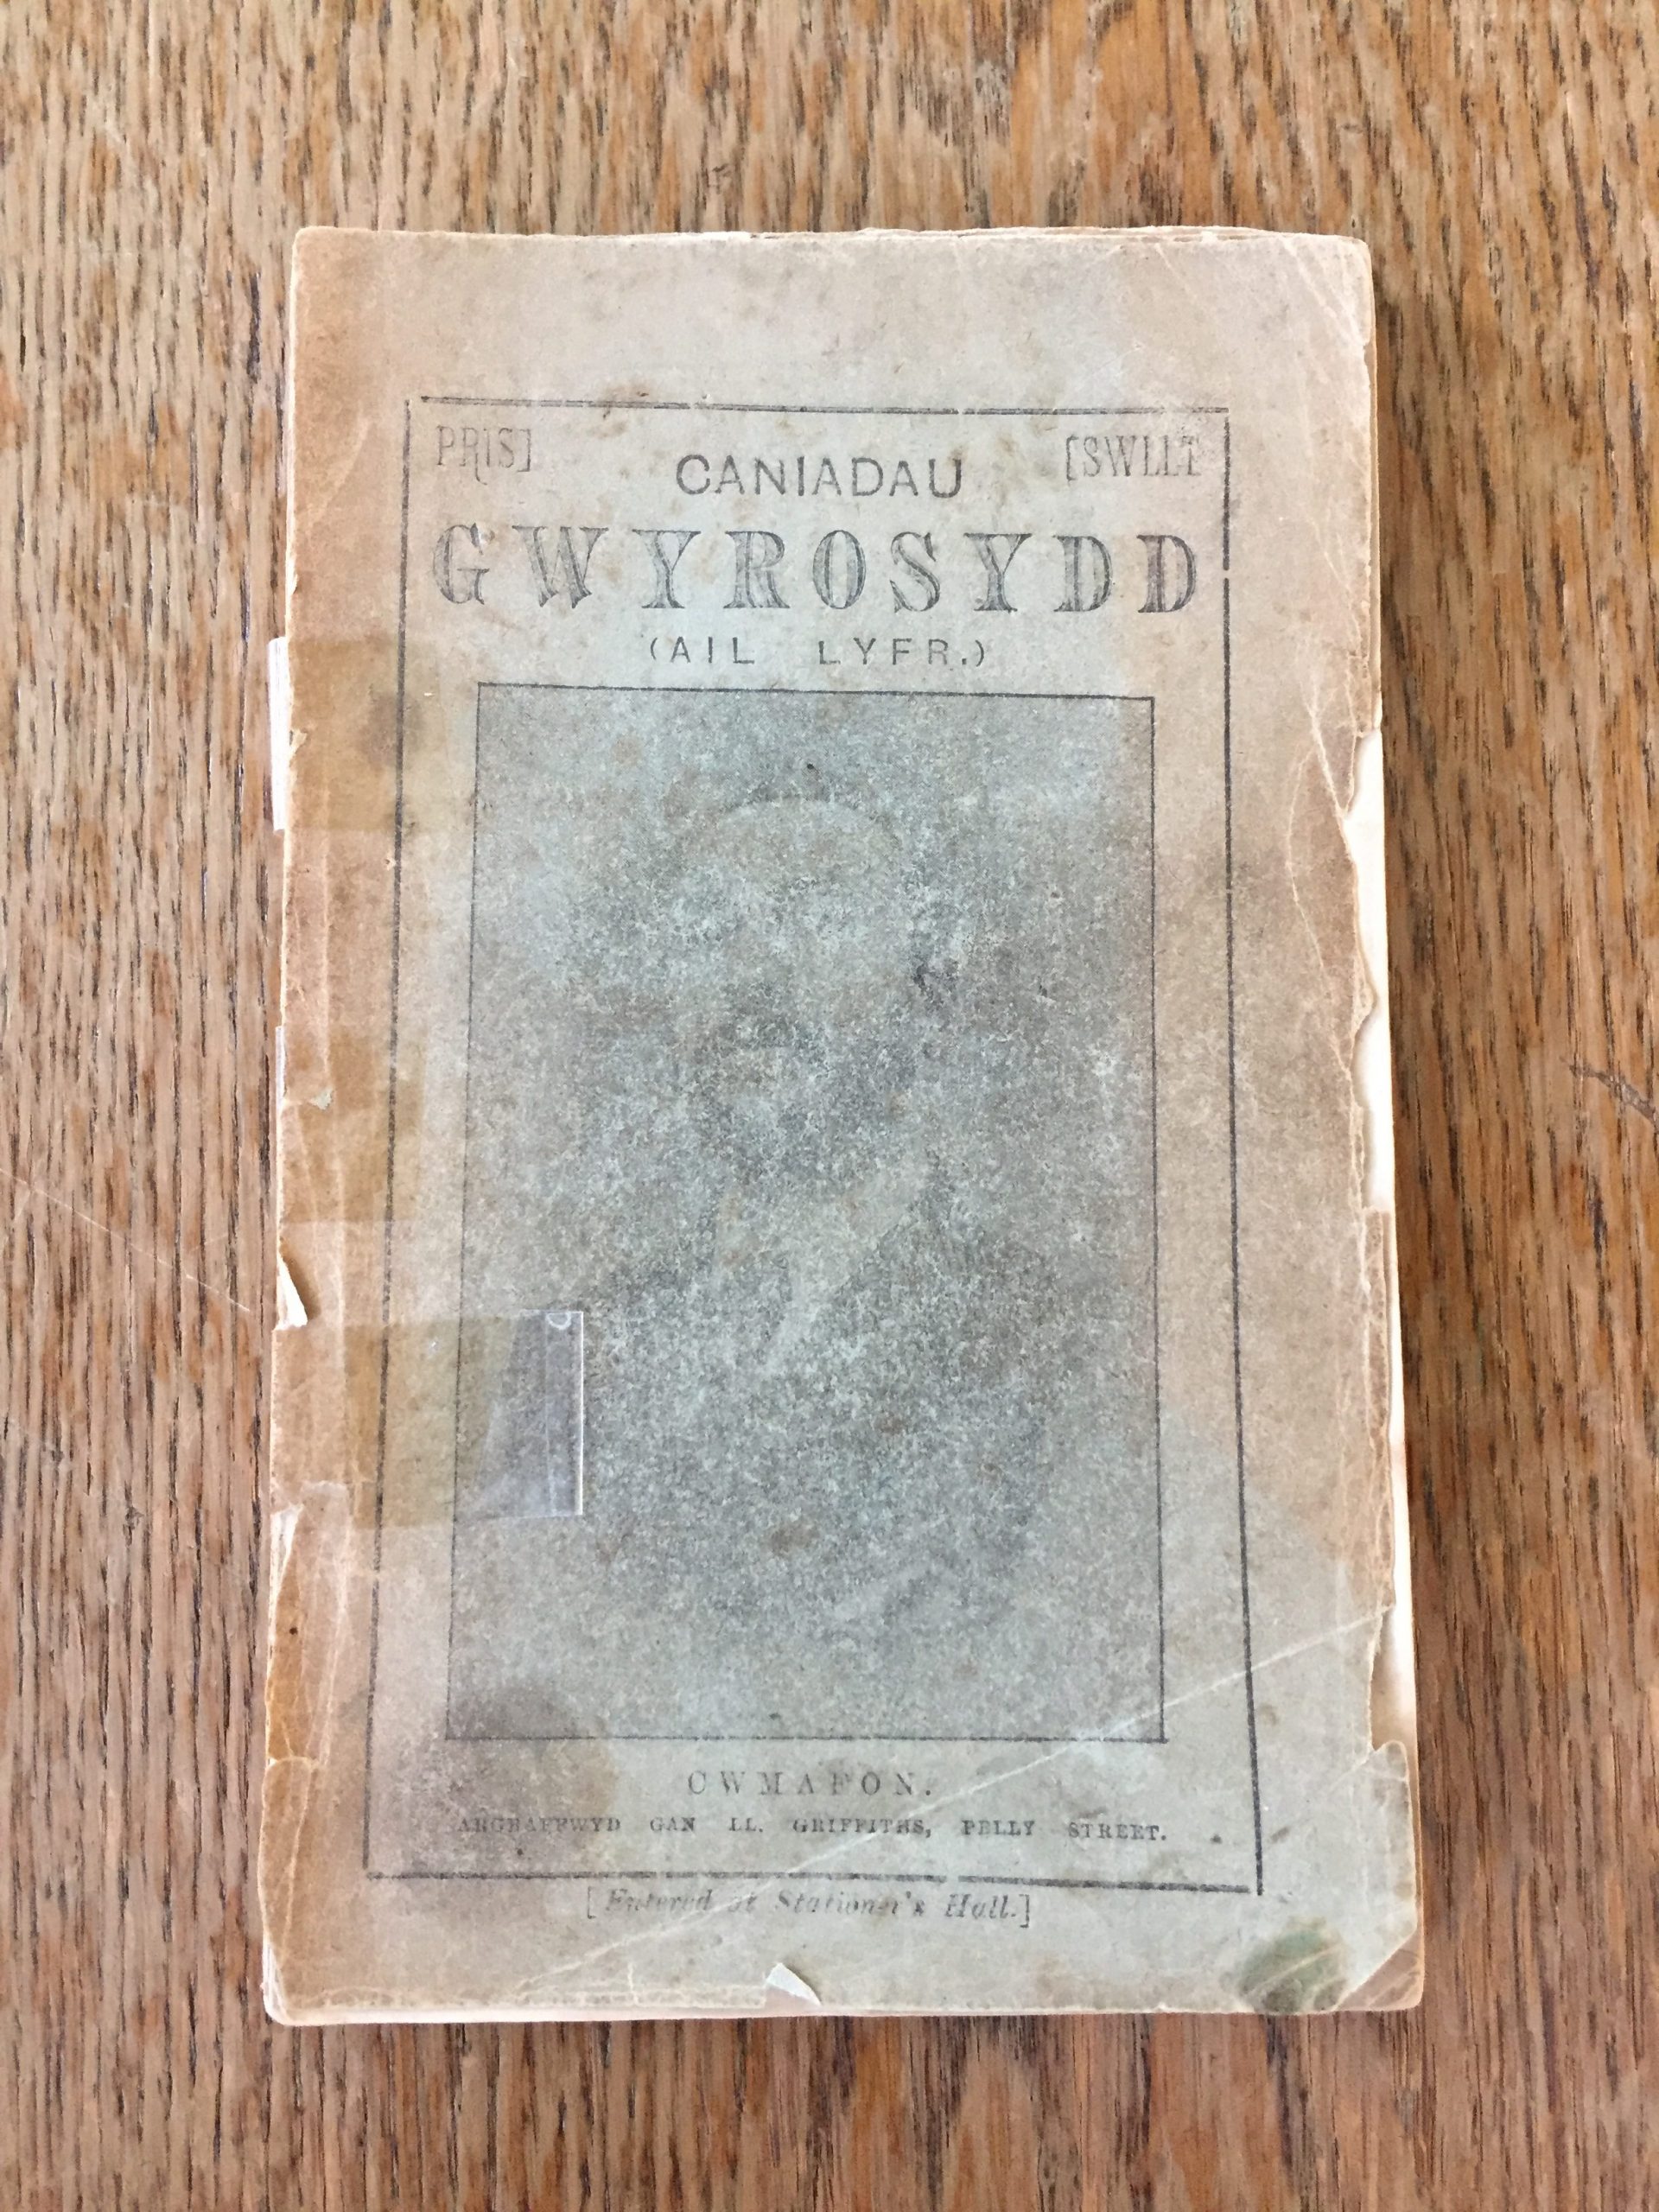 PRIS] [SWLLT
CANIADAU
GWYROSYDD
(AIL LYFR.)
CWMAFON.
ARGRAFFWYD GAN LL. GRIFFITHS, PELLY STREET.
[Entered at Stationer's Hall.]